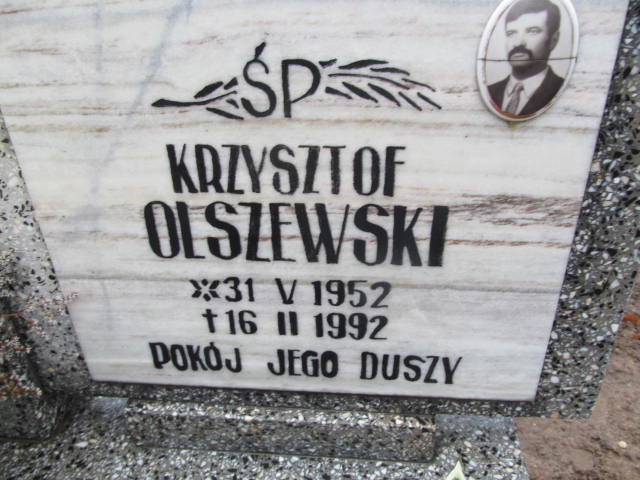 ŚP
KRZYSZTOF
OLSZEWSKI
* 31 V 1952
† 16 II 1992
POKÓJ JEGO DUSZY